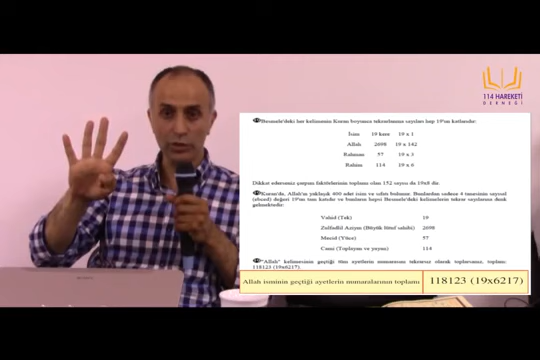 114 HAREKETİ
DERNEĞİ
Besmele'deki her kelimenin Kuran boyunca tekrarlanma sayıları hep 19'un katlarıdır:
İsim 19 kere 19 x 1
Allah 2698 19 x 142
Rahman 57 19 x 3
Rahim 114 19 x 6
Dikkat ederseniz çarpım faktörlerinin toplamı olan 152 sayısı da 19x8 dir.
Kuran'da, Allah'ın yaklaşık 400 adet isim ve sıfatı bulunur. Bunlardan sadece 4 tanesinin sayısal
(ebced) değeri 19'un tam katıdır ve bunların hepsi Besmele'deki kelimelerin tekrar sayılarına denk
gelmektedir:
Vahid (Tek) 19
Zulfadlil Aziym (Büyük lütuf sahibi) 2698
Mecid (Yüce) 57
Cami (Toplayan ve yayan) 114
"Allah" kelimesinin geçtiği tüm ayetlerin numarasını tekrarsız olarak toplarsanız, toplam:
118123 (19x6217).
Allah isminin geçtiği ayetlerin numaralarının toplamı 118123 (19x6217)